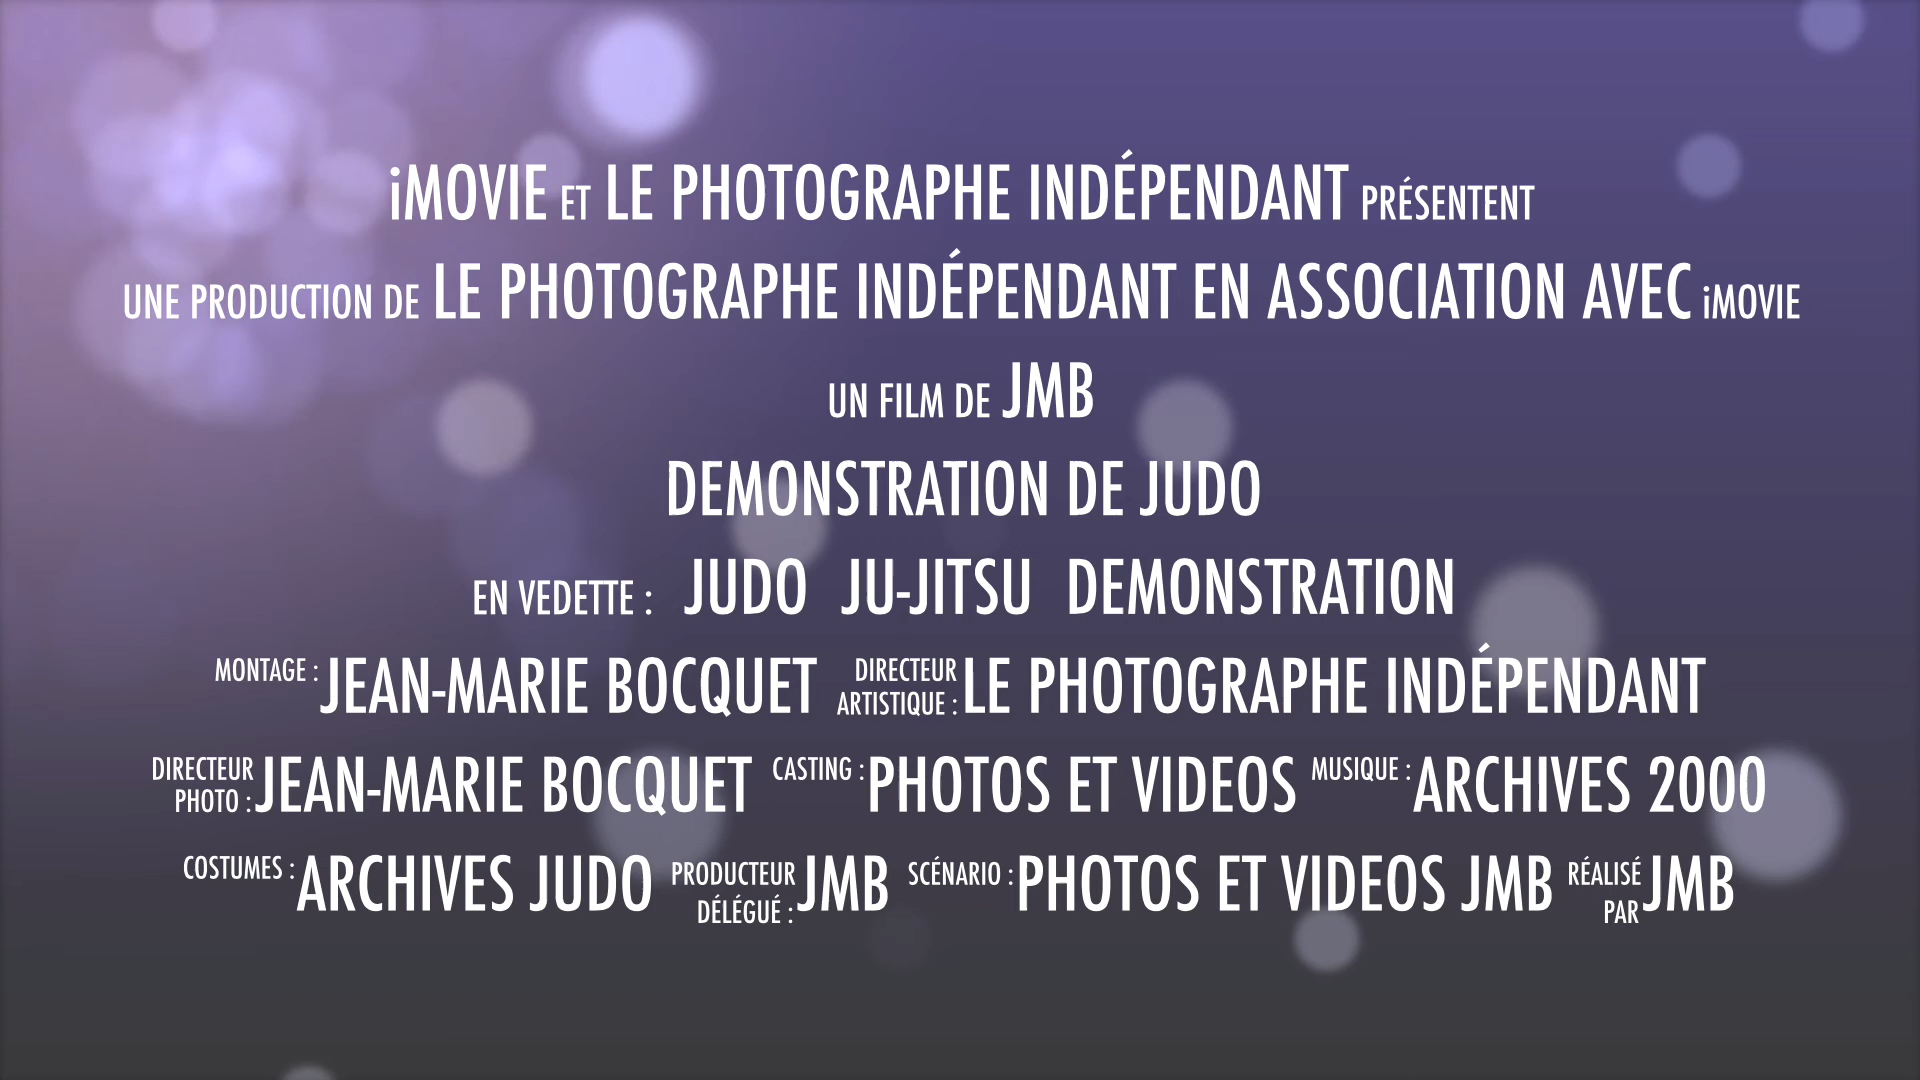 iMOVIE ET LE PHOTOGRAPHE INDÉPENDANT PRÉSENTENT
UNE PRODUCTION DE LE PHOTOGRAPHE INDÉPENDANT EN ASSOCIATION AVEC iMOVIE
UN FILM DE JMB
DEMONSTRATION DE JUDO
EN VEDETTE : JUDO JU-JITSU DEMONSTRATION
MONTAGE : JEAN-MARIE BOCQUET DIRECTEUR ARTISTIQUE : LE PHOTOGRAPHE INDÉPENDANT
DIRECTEUR PHOTO : JEAN-MARIE BOCQUET CASTING : PHOTOS ET VIDEOS MUSIQUE : ARCHIVES 2000
COSTUMES : ARCHIVES JUDO PRODUCTEUR DÉLÉGUÉ : JMB SCÉNARIO : PHOTOS ET VIDEOS JMB RÉALISÉ PAR JMB